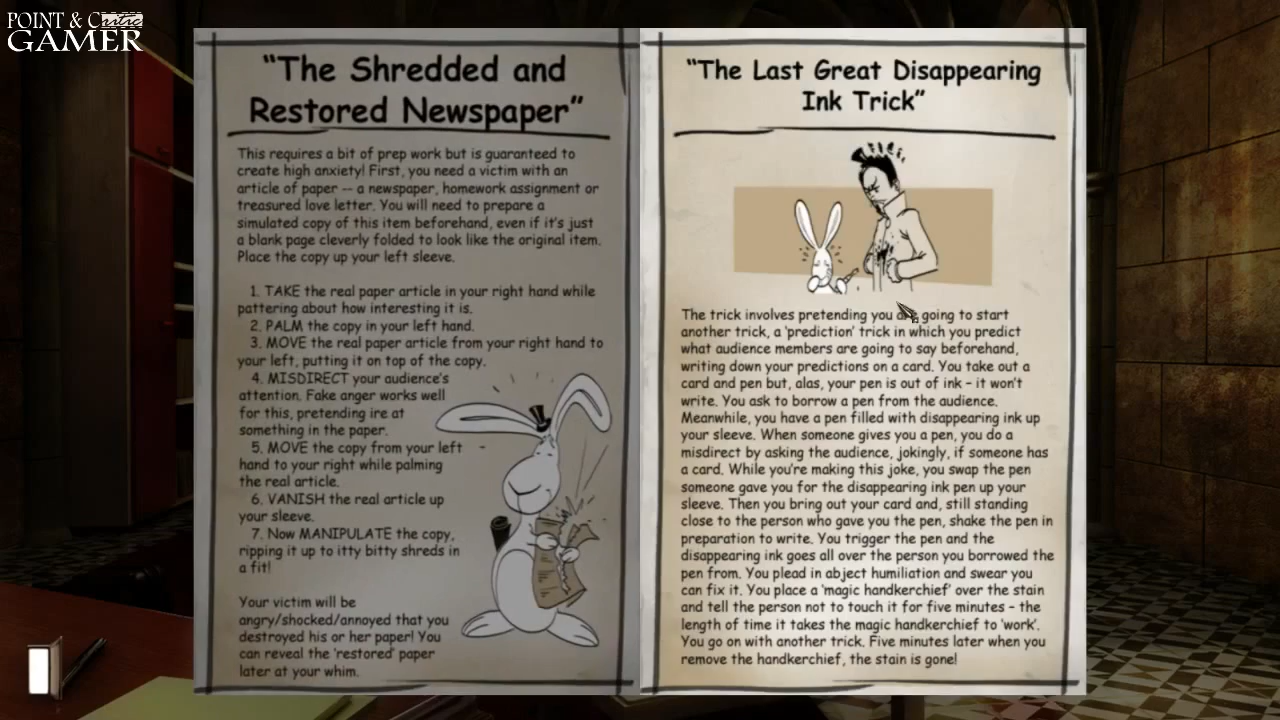 POINT & Critic
GAMER
“The Shredded and
Restored Newspaper”
This requires a bit of prep work but is guaranteed to
create high anxiety! First, you need a victim with an
article of paper -- a newspaper, homework assignment or
treasured love letter. You will need to prepare a
simulated copy of this item beforehand, even if it's just
a blank page cleverly folded to look like the original item.
Place the copy up your left sleeve.
1. TAKE the real paper article in your right hand while
pattering about how interesting it is.
2. PALM the copy in your left hand.
3. MOVE the real paper article from your right hand to
your left, putting it on top of the copy.
4. MISDIRECT your audience's
attention. Fake anger works well
for this, pretending ire at
something in the paper.
5. MOVE the copy from your left
hand to your right while palming
the real article.
6. VANISH the real article up
your sleeve.
7. Now MANIPULATE the copy,
ripping it up to itty bitty shreds in
a fit!
Your victim will be
angry/shocked/annoyed that you
destroyed his or her paper! You
can reveal the 'restored' paper
later at your whim.
“The Last Great Disappearing
Ink Trick”
The trick involves pretending you are going to start
another trick, a 'prediction' trick in which you predict
what audience members are going to say beforehand,
writing down your predictions on a card. You take out a
card and pen but, alas, your pen is out of ink – it won't
write. You ask to borrow a pen from the audience.
Meanwhile, you have a pen filled with disappearing ink up
your sleeve. When someone gives you a pen, you do a
misdirect by asking the audience, jokingly, if someone has
a card. While you're making this joke, you swap the pen
someone gave you for the disappearing ink pen up your
sleeve. Then you bring out your card and, still standing
close to the person who gave you the pen, shake the pen in
preparation to write. You trigger the pen and the
disappearing ink goes all over the person you borrowed the
pen from. You plead in abject humiliation and swear you
can fix it. You place a 'magic handkerchief' over the stain
and tell the person not to touch it for five minutes – the
length of time it takes the magic handkerchief to 'work'.
You go on with another trick. Five minutes later when you
remove the handkerchief, the stain is gone!